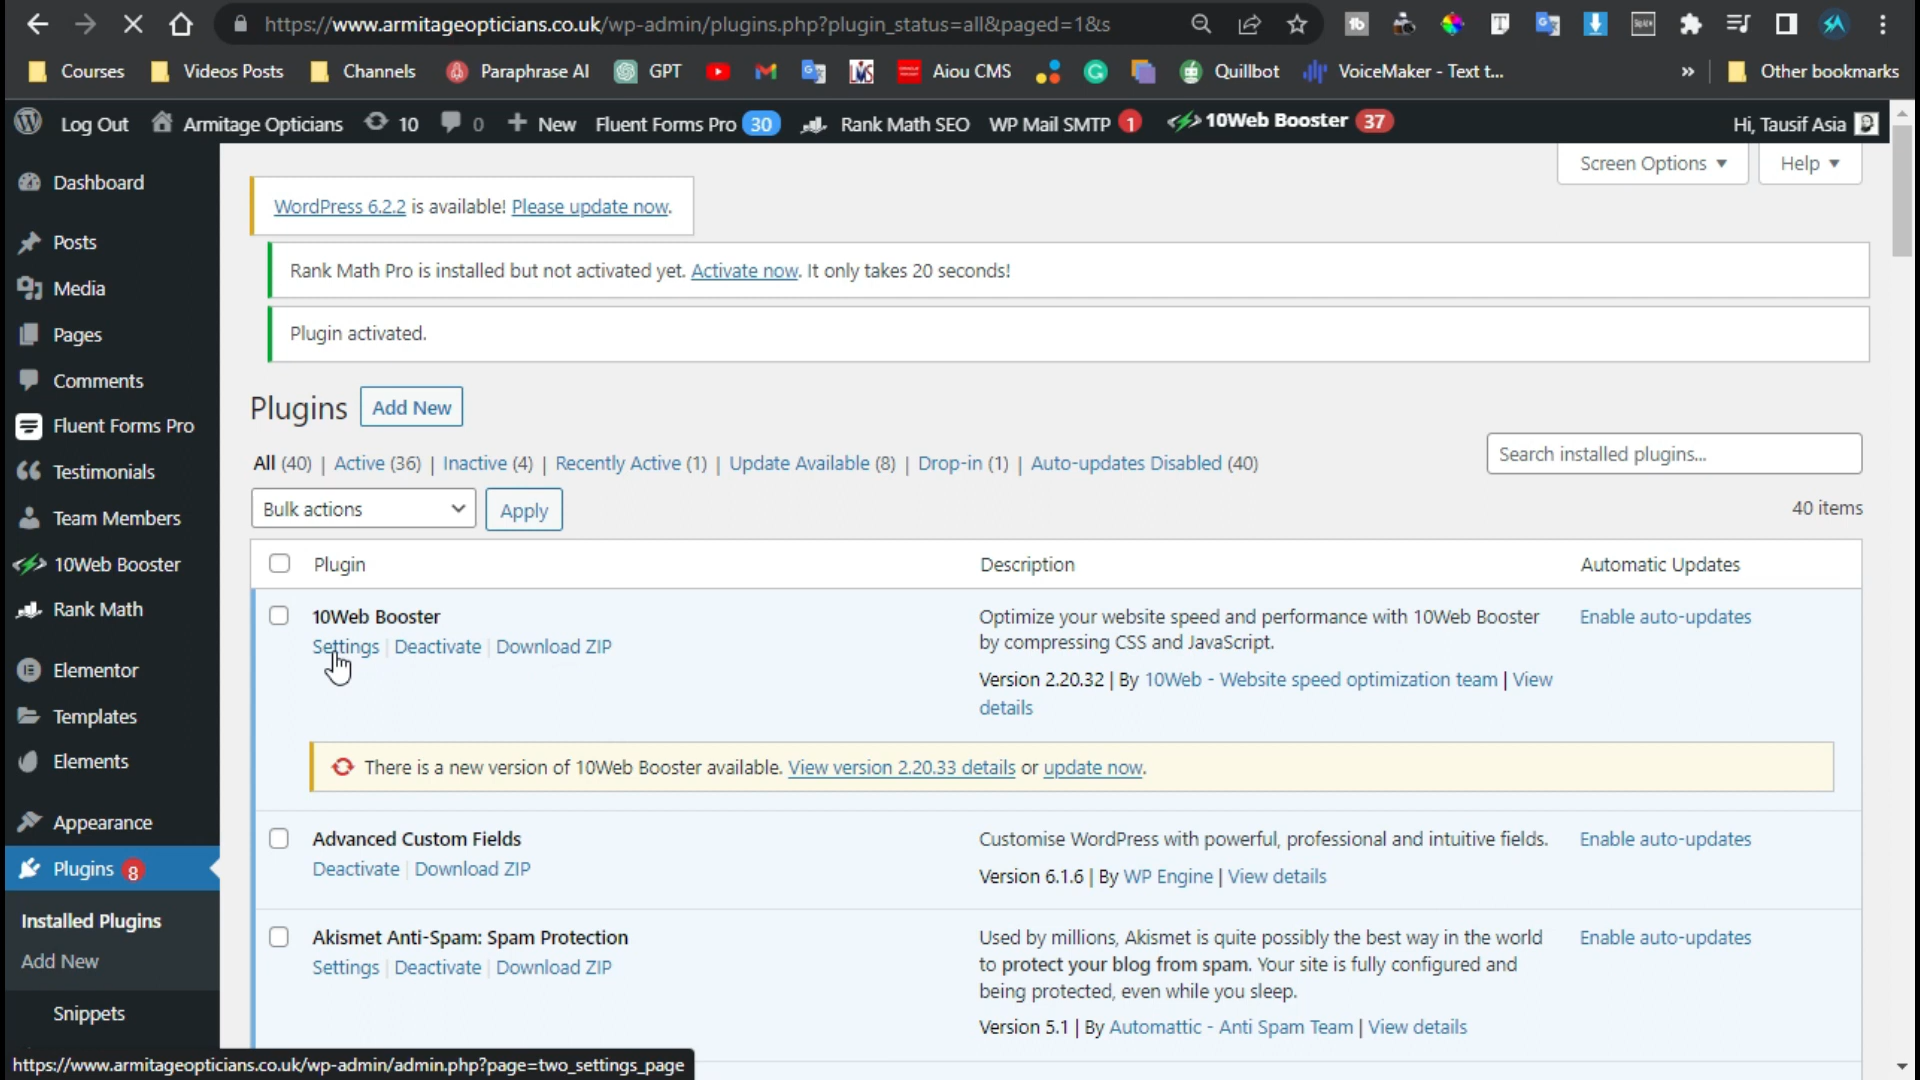 https://www.armitageopticians.co.uk/wp-admin/plugins.php?plugin_status=all&paged=1&s
Courses Videos Posts Channels Paraphrase AI GPT Aiou CMS Quillbot VoiceMaker - Text t... » Other bookmarks
Log Out Armitage Opticians 10 0 + New Fluent Forms Pro 30 Rank Math SEO WP Mail SMTP 1 10Web Booster 37 Hi, Tausif Asia
Screen Options ▼ Help ▼
Dashboard
Posts
Media
Pages
Comments
Fluent Forms Pro
Testimonials
Team Members
10Web Booster
Rank Math
Elementor
Templates
Elements
Appearance
Plugins 8
Installed Plugins
Add New
Snippets
WordPress 6.2.2 is available! Please update now.
Rank Math Pro is installed but not activated yet. Activate now. It only takes 20 seconds!
Plugin activated.
Plugins Add New
All (40) | Active (36) | Inactive (4) | Recently Active (1) | Update Available (8) | Drop-in (1) | Auto-updates Disabled (40)
Search installed plugins...
Bulk actions Apply
40 items
Plugin Description Automatic Updates
10Web Booster
Settings | Deactivate | Download ZIP
Optimize your website speed and performance with 10Web Booster
by compressing CSS and JavaScript.
Version 2.20.32 | By 10Web - Website speed optimization team | View
details
Enable auto-updates
There is a new version of 10Web Booster available. View version 2.20.33 details or update now.
Advanced Custom Fields
Deactivate | Download ZIP
Customise WordPress with powerful, professional and intuitive fields.
Version 6.1.6 | By WP Engine | View details
Enable auto-updates
Akismet Anti-Spam: Spam Protection
Settings | Deactivate | Download ZIP
Used by millions, Akismet is quite possibly the best way in the world
to protect your blog from spam. Your site is fully configured and
being protected, even while you sleep.
Version 5.1 | By Automattic - Anti Spam Team | View details
Enable auto-updates
https://www.armitageopticians.co.uk/wp-admin/admin.php?page=two_settings_page